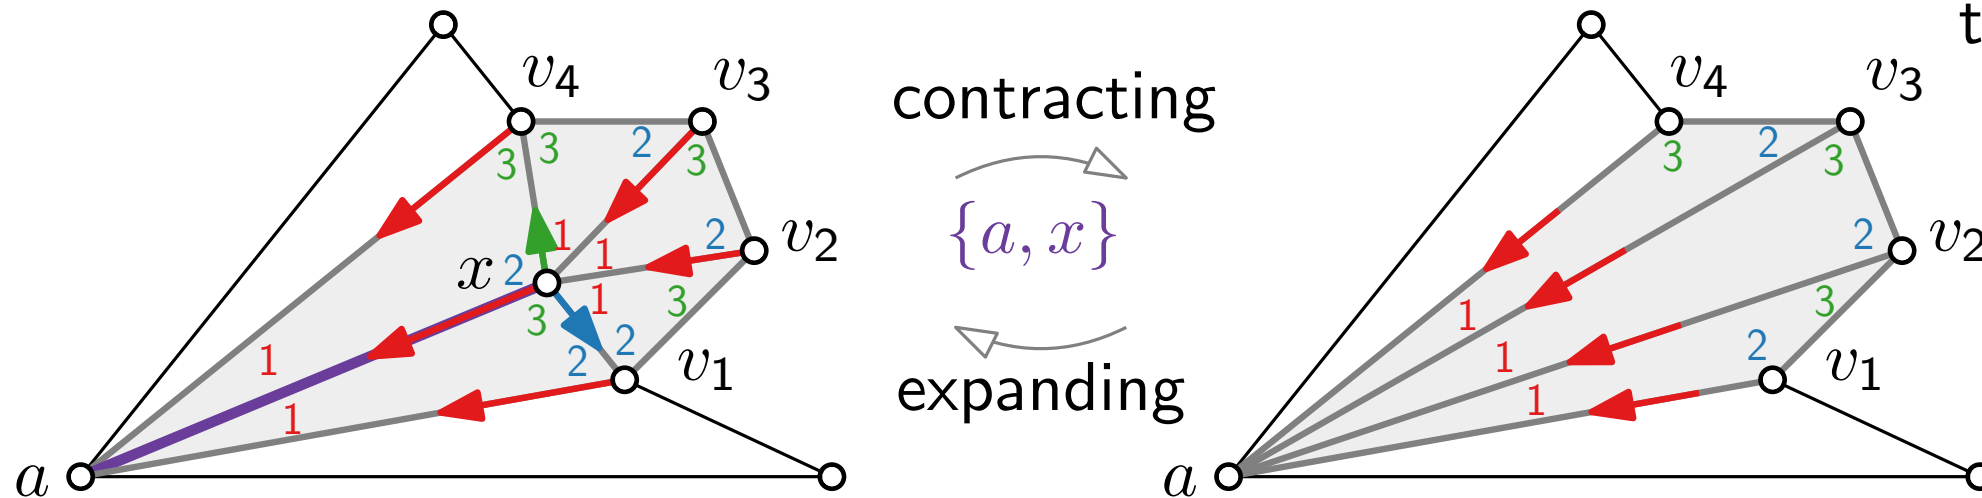 t
v4 v3
contracting
v4 v3
3 3 2 3
3 2 3
{a, x}
1 1 2 v2
2 v2
x 2
3 1 3
1 3
2 2
1 v1
1 2 v1
1
expanding
1
a
a